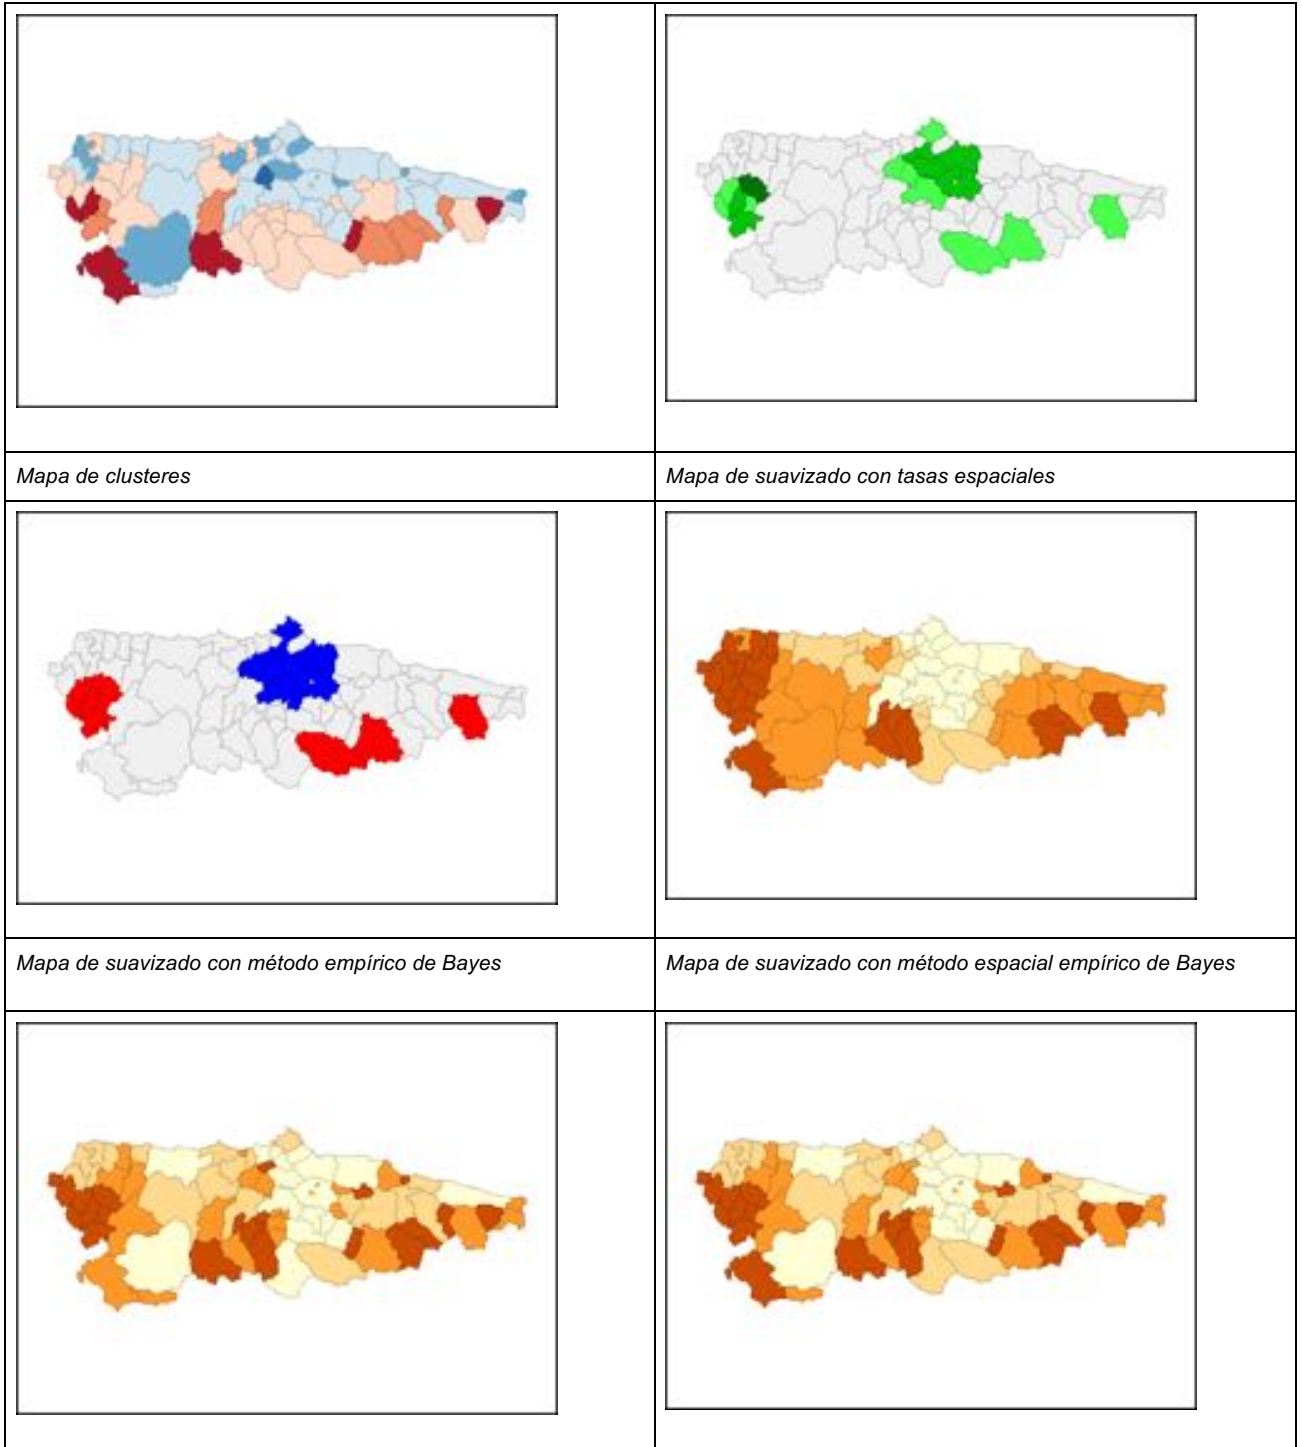 Mapa de clusteres
Mapa de suavizado con tasas espaciales
Mapa de suavizado con método empírico de Bayes
Mapa de suavizado con método espacial empírico de Bayes